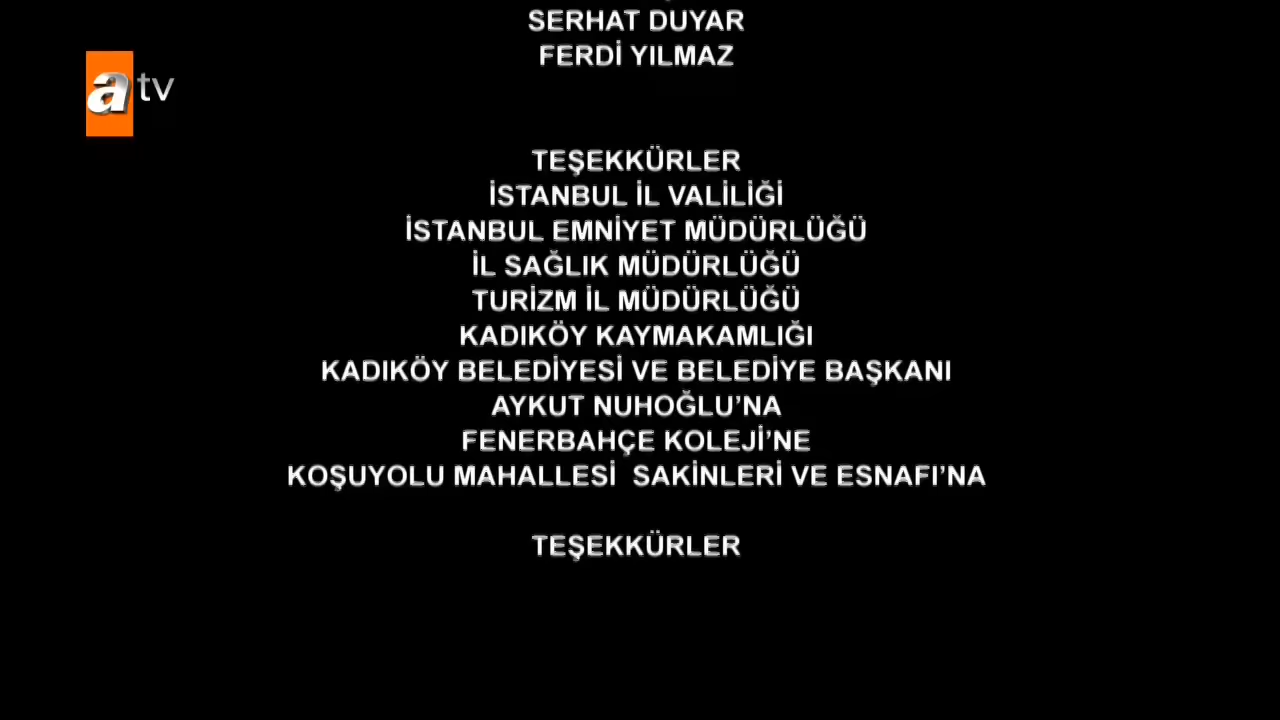 SERHAT DUYAR
FERDİ YILMAZ
atv
TEŞEKKÜRLER
İSTANBUL İL VALİLİĞİ
İSTANBUL EMNİYET MÜDÜRLÜĞÜ
İL SAĞLIK MÜDÜRLÜĞÜ
TURİZM İL MÜDÜRLÜĞÜ
KADIKÖY KAYMAKAMLIĞI
KADIKÖY BELEDİYESİ VE BELEDİYE BAŞKANI
AYKUT NUHOĞLU’NA
FENERBAHÇE KOLEJİ’NE
KOŞUYOLU MAHALLESİ  SAKİNLERİ VE ESNAFI’NA
TEŞEKKÜRLER